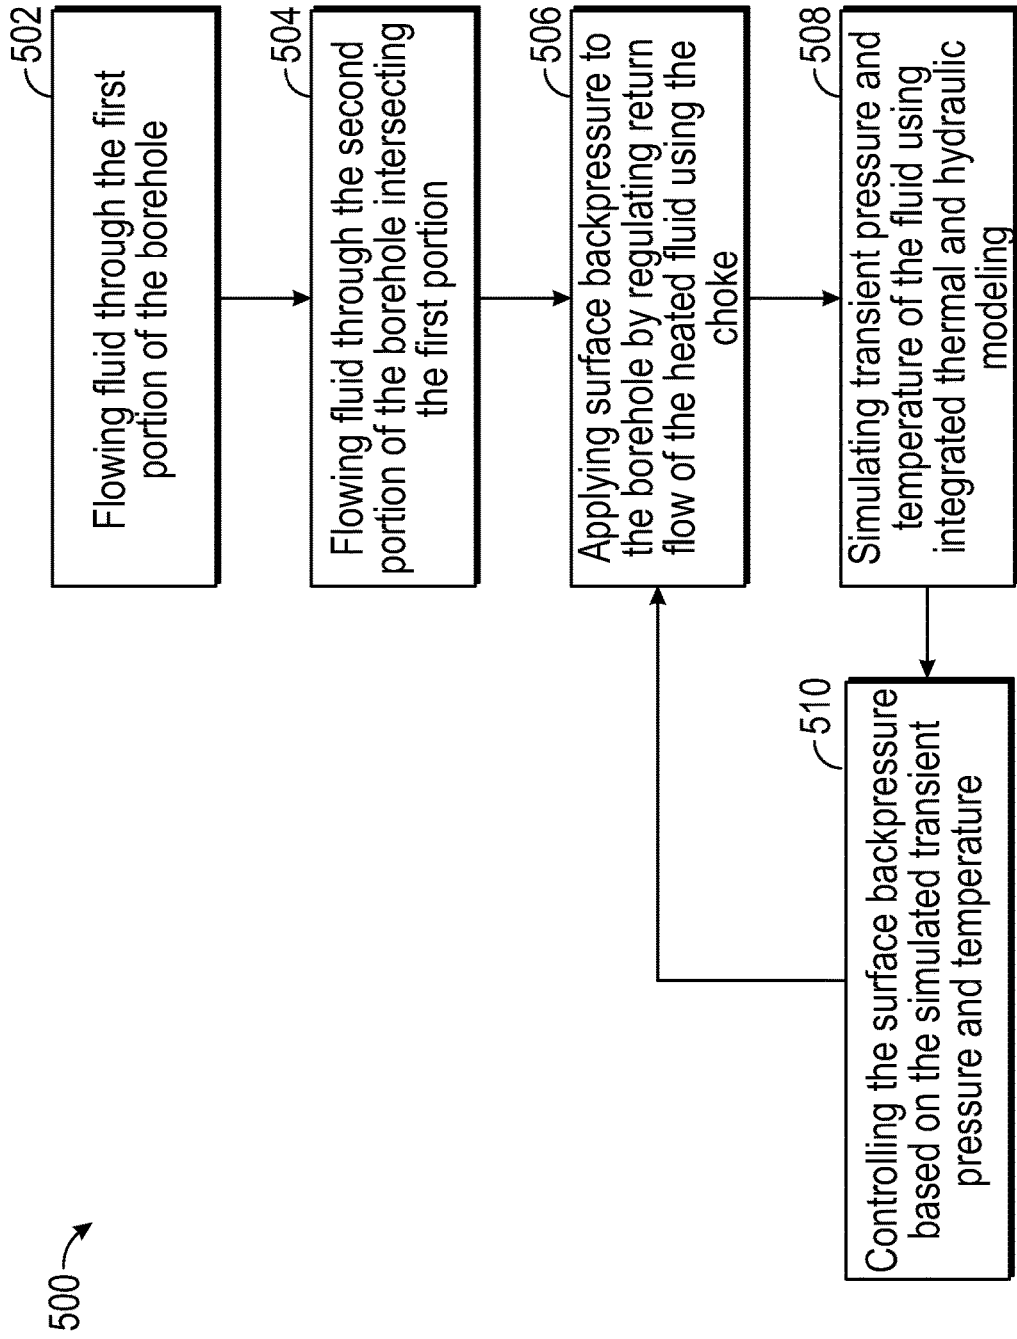 500
502
Flowing fluid through the first
portion of the borehole
504
Flowing fluid through the second
portion of the borehole intersecting
the first portion
506
Applying surface backpressure to
the borehole by regulating return
flow of the heated fluid using the
choke
508
Simulating transient pressure and
temperature of the fluid using
integrated thermal and hydraulic
modeling
510
Controlling the surface backpressure
based on the simulated transient
pressure and temperature